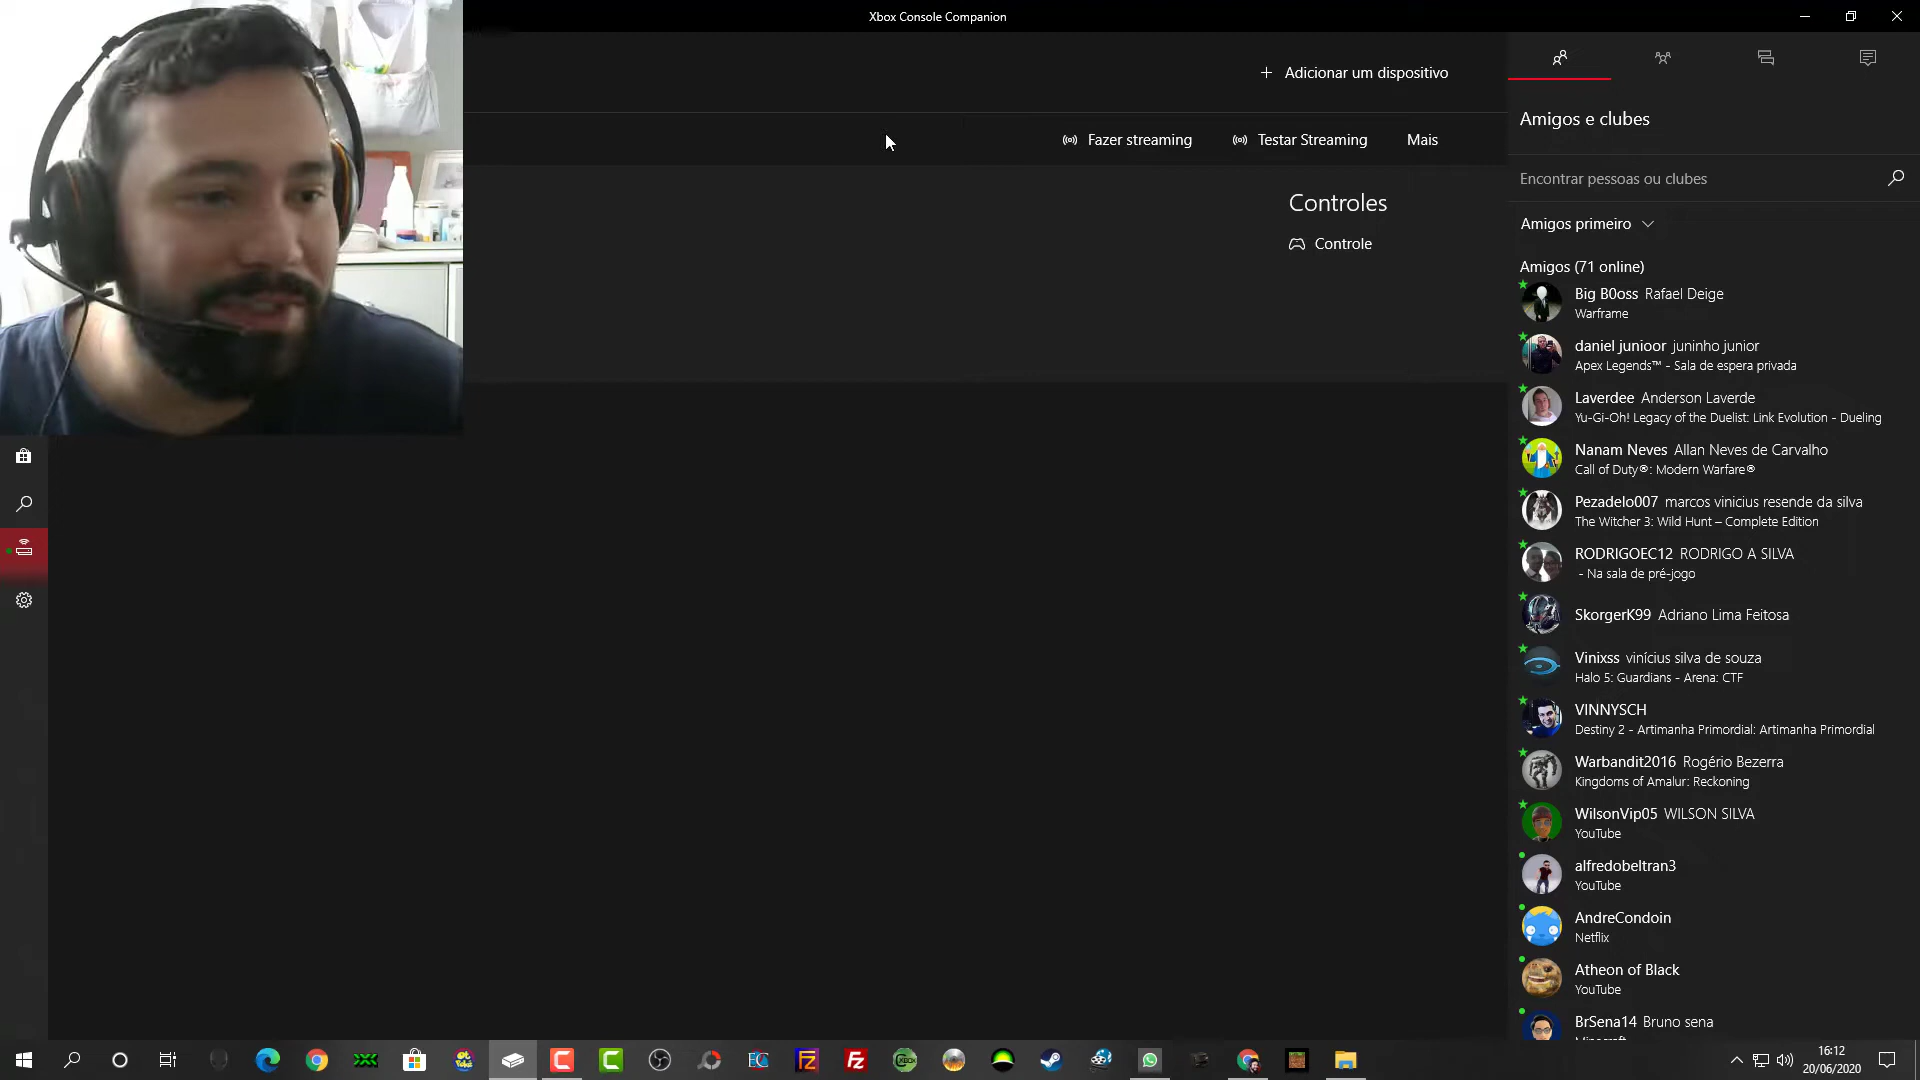 Xbox Console Companion
Adicionar um dispositivo
Fazer streaming
Testar Streaming
Mais
Controles
Controle
Amigos e clubes
Encontrar pessoas ou clubes
Amigos primeiro
Amigos (71 online)
Big B0oss Rafael Deige
Warframe
daniel junioor juninho junior
Apex Legends™ - Sala de espera privada
Laverdee Anderson Laverde
Yu-Gi-Oh! Legacy of the Duelist: Link Evolution - Dueling
Nanam Neves Allan Neves de Carvalho
Call of Duty®: Modern Warfare®
Pezadelo007 marcos vinicius resende da silva
The Witcher 3: Wild Hunt – Complete Edition
RODRIGOEC12 RODRIGO A SILVA
- Na sala de pré-jogo
SkorgerK99 Adriano Lima Feitosa
Vinixss vinícius silva de souza
Halo 5: Guardians - Arena: CTF
VINNYSCH
Destiny 2 - Artimanha Primordial: Artimanha Primordial
Warbandit2016 Rogério Bezerra
Kingdoms of Amalur: Reckoning
WilsonVip05 WILSON SILVA
YouTube
alfredobeltran3
YouTube
AndreCondoin
Netflix
Atheon of Black
YouTube
BrSena14 Bruno sena
16:12
20/06/2020